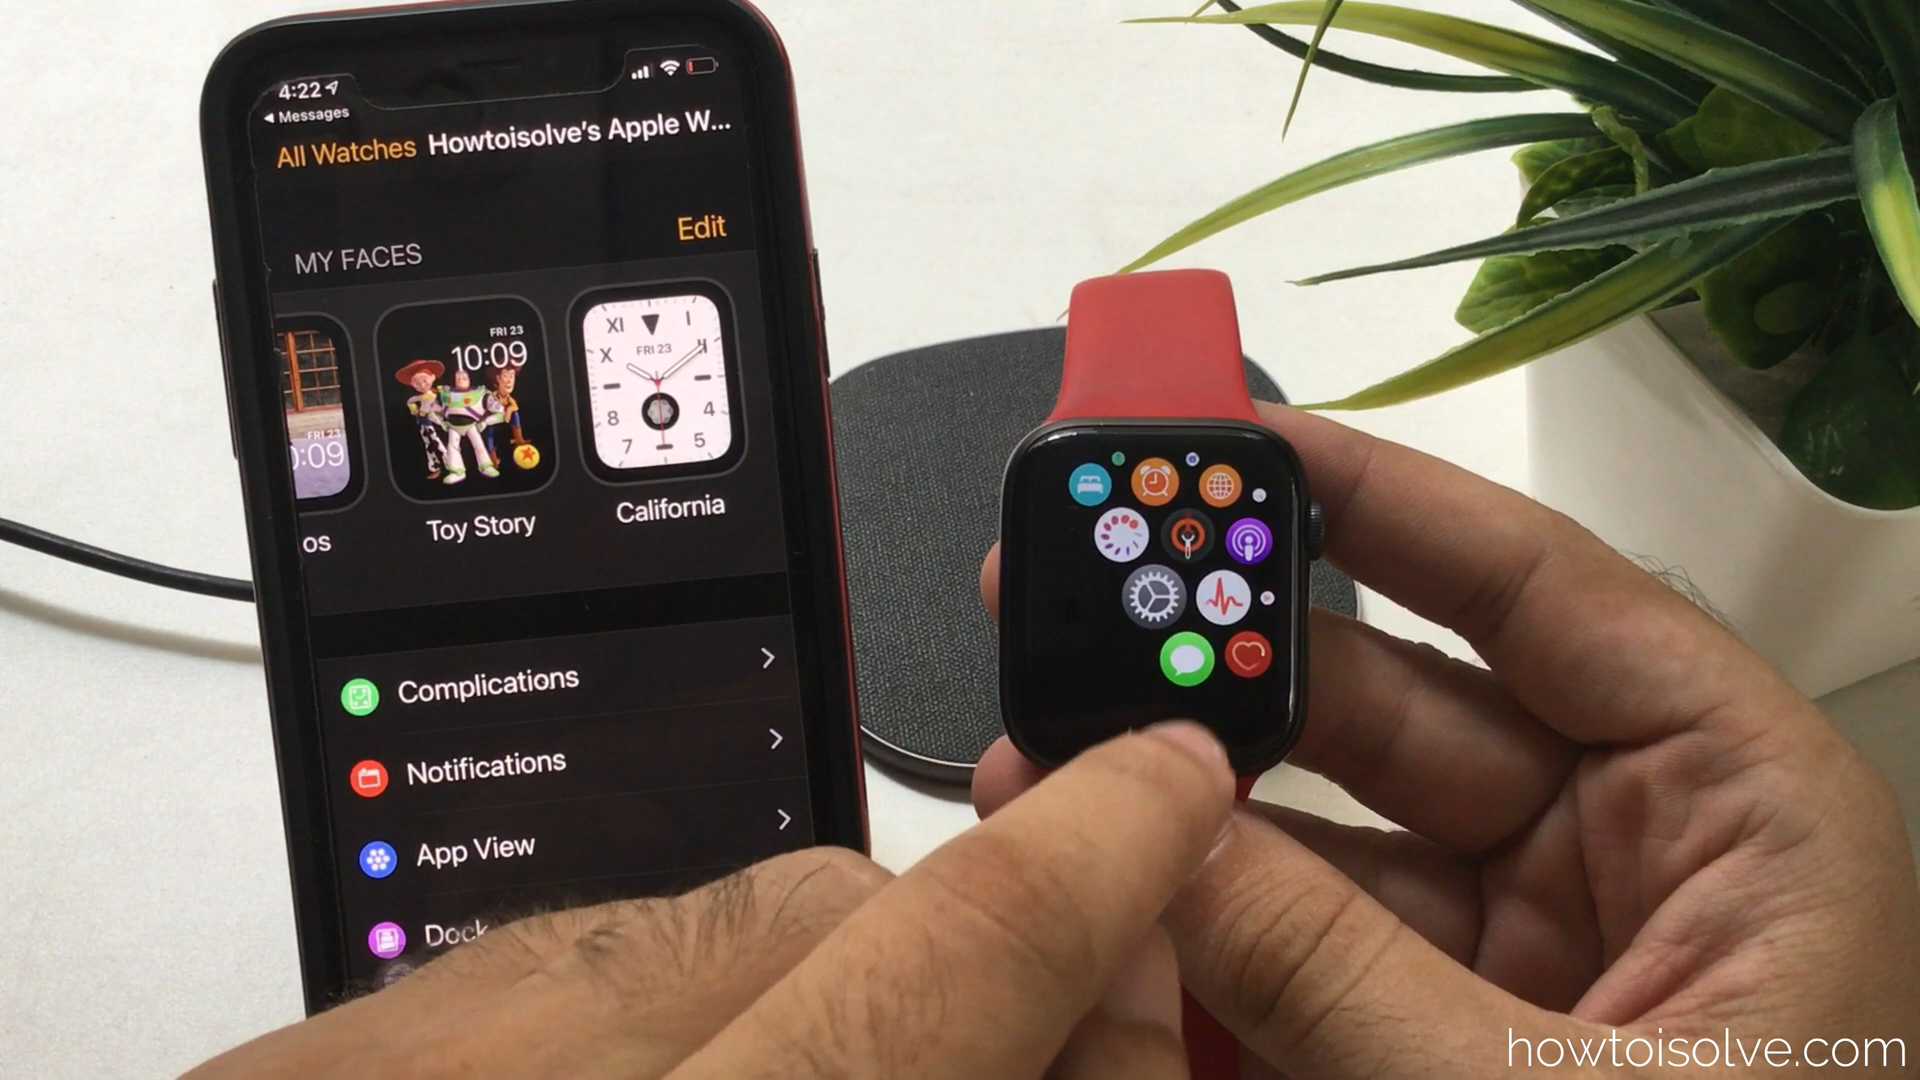 4:22
◀ Messages
All Watches Howtoisolve's Apple W...
MY FACES
Edit
FRI 23
10:09
FRI 23
:09
XI
I
X
FRI 23
8
4
7
5
os
Toy Story
California
Complications
Notifications
App View
Dock
howtoisolve.com